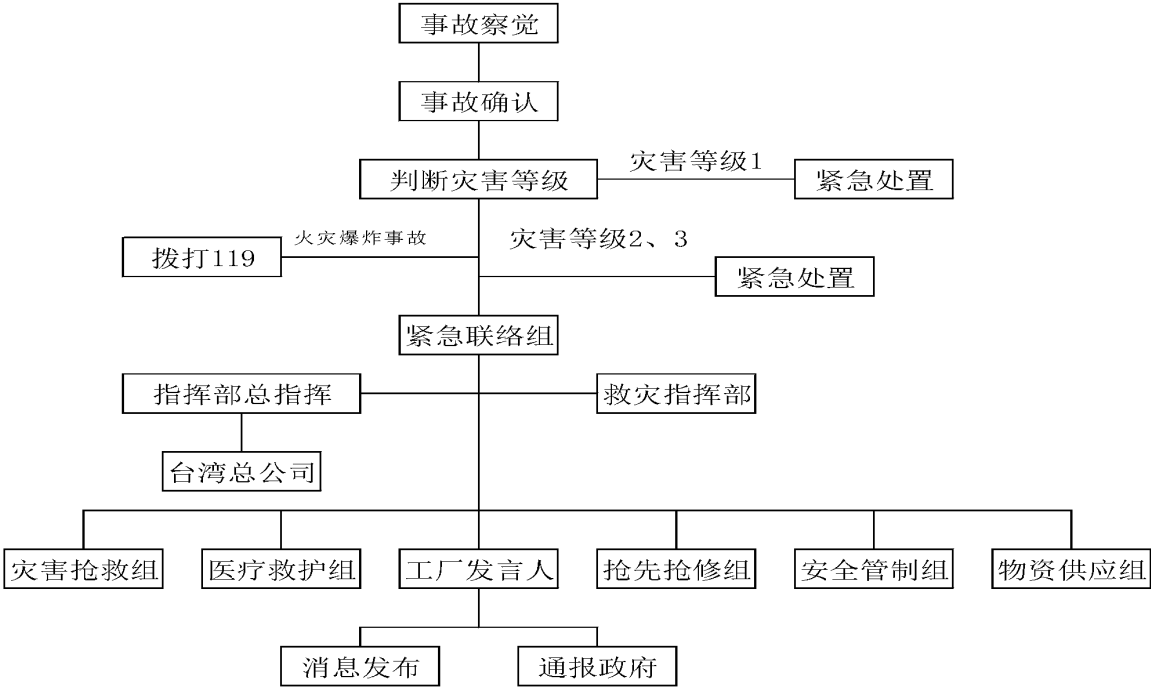 事故察觉
事故确认
判断灾害等级
灾害等级1
紧急处置
拨打119
火灾爆炸事故
灾害等级2、3
紧急处置
紧急联络组
指挥部总指挥
救灾指挥部
台湾总公司
灾害抢救组
医疗救护组
工厂发言人
抢先抢修组
安全管制组
物资供应组
消息发布
通报政府